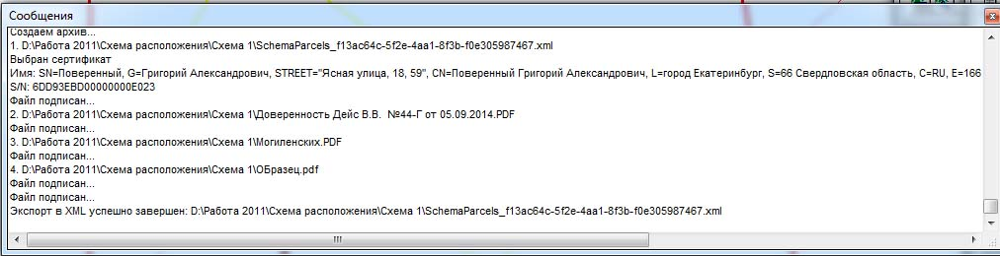 Сообщения
Создаем архив...
1. D:\Работа 2011\Схема расположения\Схема 1\SchemaParcels_f13ac64c-5f2e-4aa1-8f3b-f0e305987467.xml
Выбран сертификат
Имя: SN=Поверенный, G=Григорий Александрович, STREET="Ясная улица, 18, 59", CN=Поверенный Григорий Александрович, L=город Екатеринбург, S=66 Свердловская область, C=RU, E=166
S/N: 6DD93EBD00000000E023
Файл подписан...
2. D:\Работа 2011\Схема расположения\Схема 1\Доверенность Дейс В.В.  №44-Г от 05.09.2014.PDF
Файл подписан...
3. D:\Работа 2011\Схема расположения\Схема 1\Могиленских.PDF
Файл подписан...
4. D:\Работа 2011\Схема расположения\Схема 1\ОБразец.pdf
Файл подписан...
Файл подписан...
Экспорт в XML успешно завершен: D:\Работа 2011\Схема расположения\Схема 1\SchemaParcels_f13ac64c-5f2e-4aa1-8f3b-f0e305987467.xml